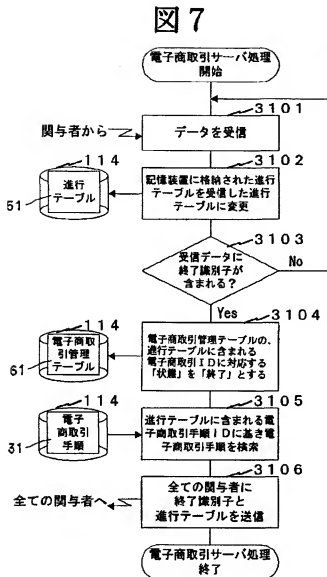 図7
電子商取引サーバ処理
開始
3101
関与者から
データを受信
3102
114
進行
テーブル
51
記憶装置に格納された進行
テーブルを受信した進行
テーブルに変更
3103
受信データに
終了識別子が
含まれる？
No
Yes
3104
114
電子商取
引管理
テーブル
61
電子商取引管理テーブルの、
進行テーブルに含まれる
電子商取引IDに対応する
「状態」を「終了」とする
3105
114
電子
商取引
手順
31
進行テーブルに含まれる電
子商取引手順IDに基き電
子商取引手順を検索
3106
全ての関与者へ
全ての関与者に
終了識別子と
進行テーブルを送信
電子商取引サーバ処理
終了